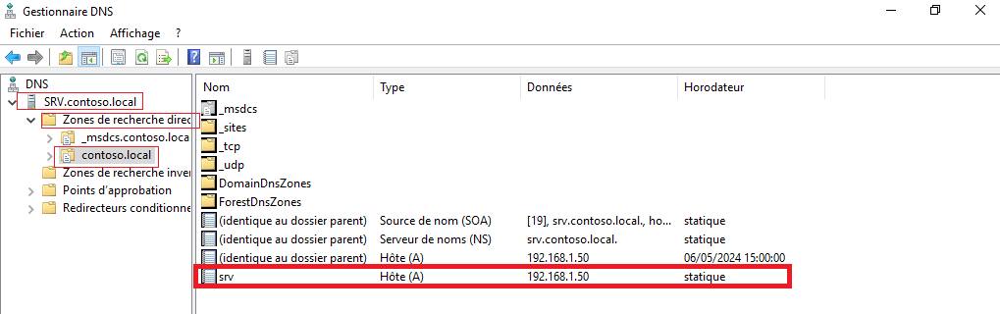 Gestionnaire DNS
Fichier Action Affichage ?
DNS
SRV.contoso.local
Zones de recherche direc
_msdcs.contoso.loca
contoso.local
Zones de recherche inver
Points d'approbation
Redirecteurs conditionne
Nom Type Données Horodateur
_msdcs
_sites
_tcp
_udp
DomainDnsZones
ForestDnsZones
(identique au dossier parent) Source de nom (SOA) [19], srv.contoso.local., ho... statique
(identique au dossier parent) Serveur de noms (NS) srv.contoso.local. statique
(identique au dossier parent) Hôte (A) 192.168.1.50 06/05/2024 15:00:00
srv Hôte (A) 192.168.1.50 statique